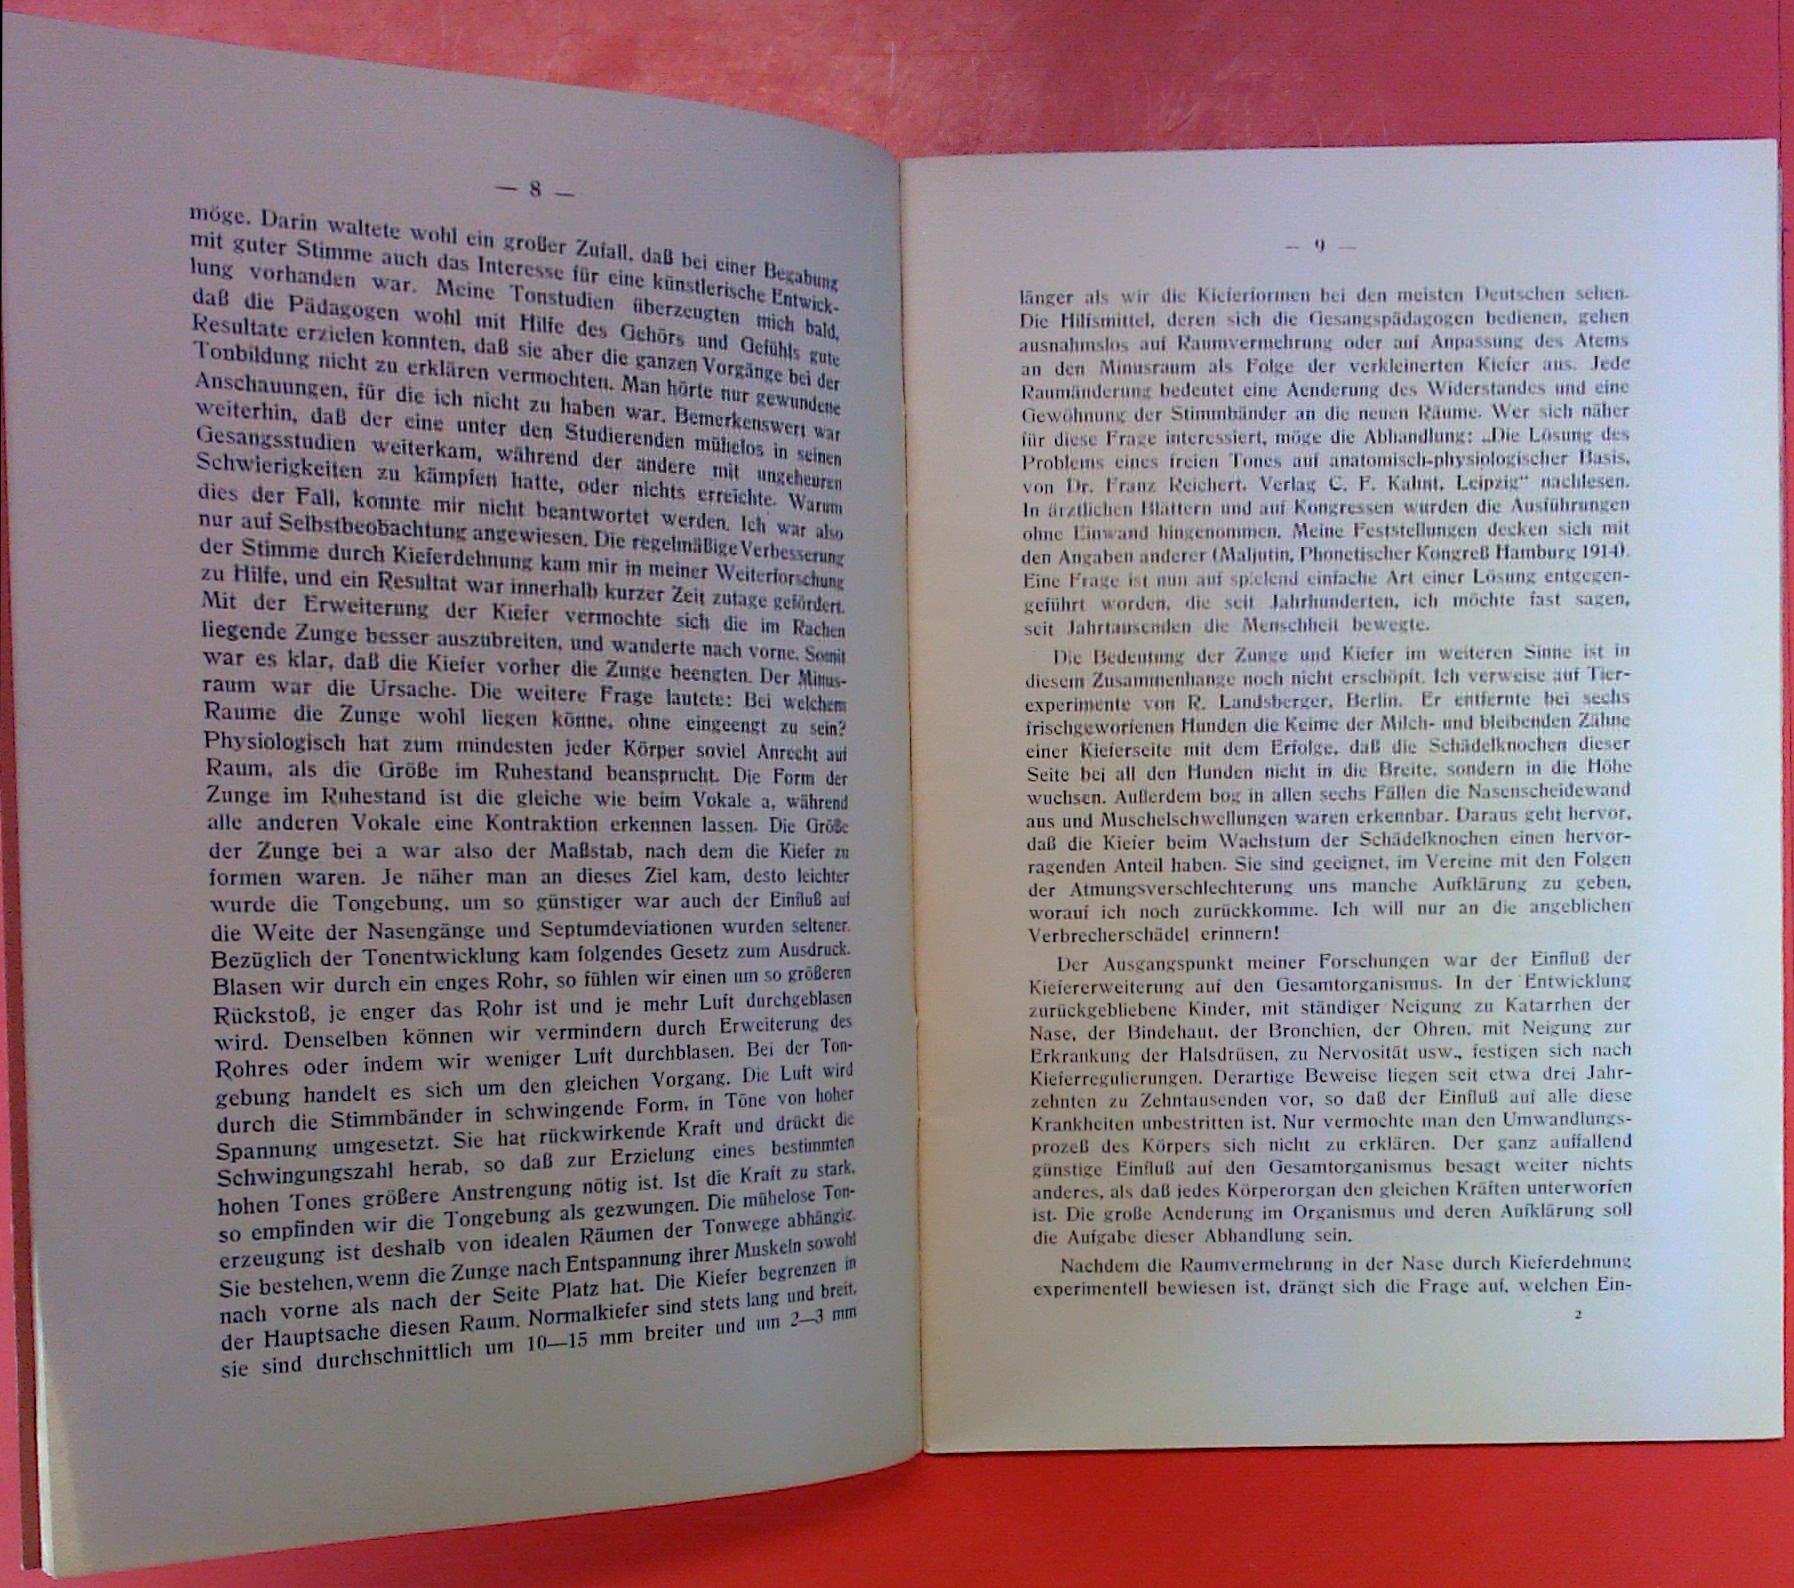 — 8 —
möge. Darin waltete wohl ein großer Zufall, daß bei einer Begabung
mit guter Stimme auch das Interesse für eine künstlerische Entwick-
lung vorhanden war. Meine Tonstudien überzeugten mich bald,
daß die Pädagogen wohl mit Hilfe des Gehörs und Gefühls gute
Resultate erzielen konnten, daß sie aber die ganzen Vorgänge bei der
Tonbildung nicht zu erklären vermochten. Man hörte nur gewundene
Anschauungen, für die ich nicht zu haben war. Bemerkenswert war
weiterhin, daß der eine unter den Studierenden mühelos in seinen
Gesangsstudien weiterkam, während der andere mit ungeheuren
Schwierigkeiten zu kämpfen hatte, oder nichts erreichte. Warum
dies der Fall, konnte mir nicht beantwortet werden. Ich war also
nur auf Selbstbeobachtung angewiesen. Die regelmäßige Verbesserung
der Stimme durch Kieferdehnung kam mir in meiner Weiterforschung
zu Hilfe, und ein Resultat war innerhalb kurzer Zeit zutage gefördert.
Mit der Erweiterung der Kiefer vermochte sich die im Rachen
liegende Zunge besser auszubreiten, und wanderte nach vorne. Somit
war es klar, daß die Kiefer vorher die Zunge beengten. Der Minus-
raum war die Ursache. Die weitere Frage lautete: Bei welchem
Raume die Zunge wohl liegen könne, ohne eingeengt zu sein?
Physiologisch hat zum mindesten jeder Körper soviel Anrecht auf
Raum, als die Größe im Ruhestand beansprucht. Die Form der
Zunge im Ruhestand ist die gleiche wie beim Vokale a, während
alle anderen Vokale eine Kontraktion erkennen lassen. Die Größe
der Zunge bei a war also der Maßstab, nach dem die Kiefer zu
formen waren. Je näher man an dieses Ziel kam, desto leichter
wurde die Tongebung, um so günstiger war auch der Einfluß auf
die Weite der Nasengänge und Septumdeviationen wurden seltener.
Bezüglich der Tonentwicklung kam folgendes Gesetz zum Ausdruck.
Blasen wir durch ein enges Rohr, so fühlen wir einen um so größeren
Rückstoß, je enger das Rohr ist und je mehr Luft durchgeblasen
wird. Denselben können wir vermindern durch Erweiterung des
Rohres oder indem wir weniger Luft durchblasen. Bei der Ton-
gebung handelt es sich um den gleichen Vorgang. Die Luft wird
durch die Stimmbänder in schwingende Form, in Töne von hoher
Spannung umgesetzt. Sie hat rückwirkende Kraft und drückt die
Schwingungszahl herab, so daß zur Erzielung eines bestimmten
hohen Tones größere Anstrengung nötig ist. Ist die Kraft zu stark,
so empfinden wir die Tongebung als gezwungen. Die mühelose Ton-
erzeugung ist deshalb von idealen Räumen der Tonwege abhängig.
Sie bestehen, wenn die Zunge nach Entspannung ihrer Muskeln sowohl
nach vorne als nach der Seite Platz hat. Die Kiefer begrenzen in
der Hauptsache diesen Raum. Normalkiefer sind stets lang und breit,
sie sind durchschnittlich um 10—15 mm breiter und um 2—3 mm
— 9 —
länger als wir die Kieferformen bei den meisten Deutschen sehen.
Die Hilfsmittel, deren sich die Gesangspädagogen bedienen, gehen
ausnahmslos auf Raumvermehrung oder auf Anpassung des Atems
an den Minusraum als Folge der verkleinerten Kiefer aus. Jede
Raumänderung bedeutet eine Aenderung des Widerstandes und eine
Gewöhnung der Stimmbänder an die neuen Räume. Wer sich näher
für diese Frage interessiert, möge die Abhandlung: „Die Lösung des
Problems eines freien Tones auf anatomisch-physiologischer Basis,
von Dr. Franz Reichert, Verlag C. F. Kahnt, Leipzig“ nachlesen.
In ärztlichen Blättern und auf Kongressen wurden die Ausführungen
ohne Einwand hingenommen. Meine Feststellungen decken sich mit
den Angaben anderer (Maljutin, Phonetischer Kongreß Hamburg 1914).
Eine Frage ist nun auf spielend einfache Art einer Lösung entgegen-
geführt worden, die seit Jahrhunderten, ich möchte fast sagen,
seit Jahrtausenden die Menschheit bewegte.
Die Bedeutung der Zunge und Kiefer im weiteren Sinne ist in
diesem Zusammenhange noch nicht erschöpft. Ich verweise auf Tier-
experimente von R. Landsberger, Berlin. Er entfernte bei sechs
frischgeworfenen Hunden die Keime der Milch- und bleibenden Zähne
einer Kieferseite mit dem Erfolge, daß die Schädelknochen dieser
Seite bei all den Hunden nicht in die Breite, sondern in die Höhe
wuchsen. Außerdem bog in allen sechs Fällen die Nasenscheidewand
aus und Muschelschwellungen waren erkennbar. Daraus geht hervor,
daß die Kiefer beim Wachstum der Schädelknochen einen hervor-
ragenden Anteil haben. Sie sind geeignet, im Vereine mit den Folgen
der Atmungsverschlechterung uns manche Aufklärung zu geben,
worauf ich noch zurückkomme. Ich will nur an die angeblichen
Verbrecherschädel erinnern!
Der Ausgangspunkt meiner Forschungen war der Einfluß der
Kiefererweiterung auf den Gesamtorganismus. In der Entwicklung
zurückgebliebene Kinder, mit ständiger Neigung zu Katarrhen der
Nase, der Bindehaut, der Bronchien, der Ohren, mit Neigung zur
Erkrankung der Halsdrüsen, zu Nervosität usw., festigen sich nach
Kieferregulierungen. Derartige Beweise liegen seit etwa drei Jahr-
zehnten zu Zehntausenden vor, so daß der Einfluß auf alle diese
Krankheiten unbestritten ist. Nur vermochte man den Umwandlungs-
prozeß des Körpers sich nicht zu erklären. Der ganz auffallend
günstige Einfluß auf den Gesamtorganismus besagt weiter nichts
anderes, als daß jedes Körperorgan den gleichen Kräften unterworfen
ist. Die große Aenderung im Organismus und deren Aufklärung soll
die Aufgabe dieser Abhandlung sein.
Nachdem die Raumvermehrung in der Nase durch Kieferdehnung
experimentell bewiesen ist, drängt sich die Frage auf, welchen Ein-
2